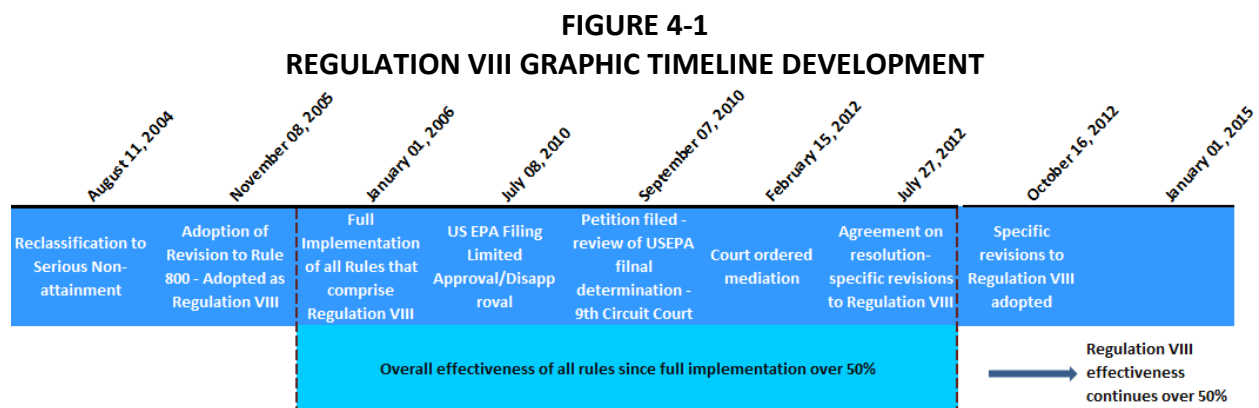 FIGURE 4-1
REGULATION VIII GRAPHIC TIMELINE DEVELOPMENT
August 11, 2004
November 08, 2005
January 01, 2006
July 08, 2010
September 07, 2010
February 15, 2012
July 27, 2012
October 16, 2012
January 01, 2015
Reclassification to
Serious Non-
attainment
Adoption of
Revision to Rule
800 - Adopted as
Regulation VIII
Full
Implementation
of all Rules that
comprise
Regulation VIII
US EPA Filing
Limited
Approval/Disapp
roval
Petition filed -
review of USEPA
filnal
determination -
9th Circuit Court
Court ordered
mediation
Agreement on
resolution-
specific revisions
to Regulation VIII
Specific
revisions to
Regulation VIII
adopted
Overall effectiveness of all rules since full implementation over 50%
Regulation VIII
effectiveness
continues over 50%